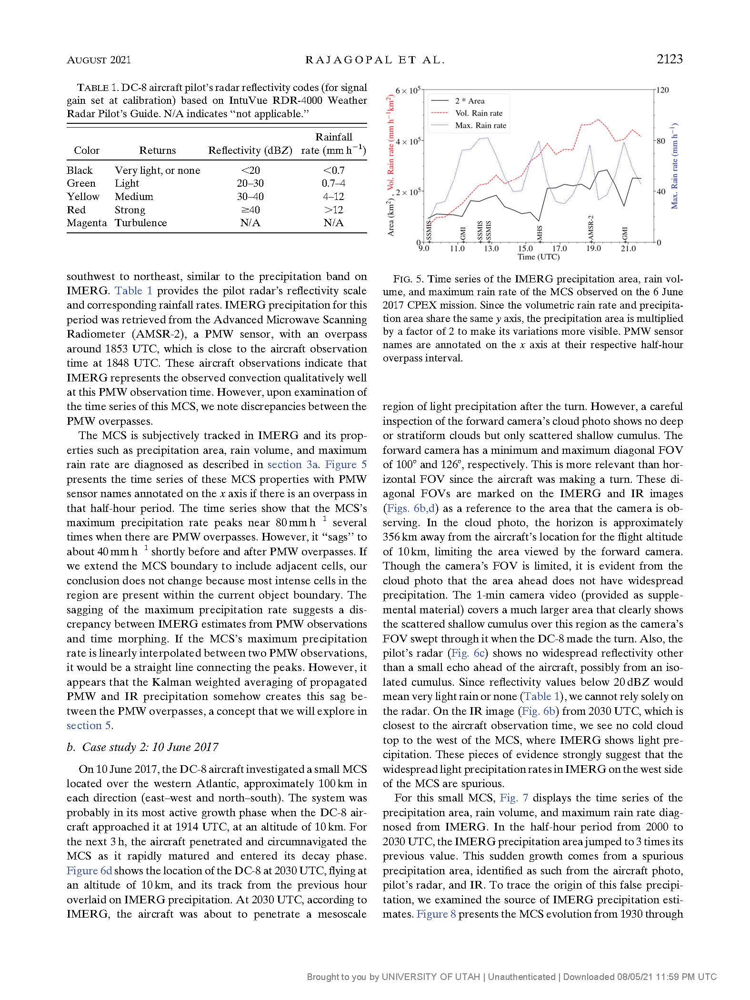 AUGUST 2021
RAJAGOPAL ET AL.
2123
TABLE 1. DC-8 aircraft pilot's radar reflectivity codes (for signal
gain set at calibration) based on IntuVue RDR-4000 Weather
Radar Pilot's Guide. N/A indicates ‘‘not applicable.’’
Rainfall
Color Returns Reflectivity (dBZ) rate (mm h−1)
Black Very light, or none <20 <0.7
Green Light 20–30 0.7–4
Yellow Medium 30–40 4–12
Red Strong ≥40 >12
Magenta Turbulence N/A N/A
southwest to northeast, similar to the precipitation band on
IMERG. Table 1 provides the pilot radar's reflectivity scale
and corresponding rainfall rates. IMERG precipitation for this
period was retrieved from the Advanced Microwave Scanning
Radiometer (AMSR-2), a PMW sensor, with an overpass
around 1853 UTC, which is close to the aircraft observation
time at 1848 UTC. These aircraft observations indicate that
IMERG represents the observed convection qualitatively well
at this PMW observation time. However, upon examination of
the time series of this MCS, we note discrepancies between the
PMW overpasses.
The MCS is subjectively tracked in IMERG and its prop-
erties such as precipitation area, rain volume, and maximum
rain rate are diagnosed as described in section 3a. Figure 5
presents the time series of these MCS properties with PMW
sensor names annotated on the x axis if there is an overpass in
that half-hour period. The time series show that the MCS's
maximum precipitation rate peaks near 80 mm h 1 several
times when there are PMW overpasses. However, it ‘‘sags’’ to
about 40 mm h 1 shortly before and after PMW overpasses. If
we extend the MCS boundary to include adjacent cells, our
conclusion does not change because most intense cells in the
region are present within the current object boundary. The
sagging of the maximum precipitation rate suggests a dis-
crepancy between IMERG estimates from PMW observations
and time morphing. If the MCS's maximum precipitation
rate is linearly interpolated between two PMW observations,
it would be a straight line connecting the peaks. However, it
appears that the Kalman weighted averaging of propagated
PMW and IR precipitation somehow creates this sag be-
tween the PMW overpasses, a concept that we will explore in
section 5.
b. Case study 2: 10 June 2017
On 10 June 2017, the DC-8 aircraft investigated a small MCS
located over the western Atlantic, approximately 100 km in
each direction (east–west and north–south). The system was
probably in its most active growth phase when the DC-8 air-
craft approached it at 1914 UTC, at an altitude of 10 km. For
the next 3 h, the aircraft penetrated and circumnavigated the
MCS as it rapidly matured and entered its decay phase.
Figure 6d shows the location of the DC-8 at 2030 UTC, flying at
an altitude of 10 km, and its track from the previous hour
overlaid on IMERG precipitation. At 2030 UTC, according to
IMERG, the aircraft was about to penetrate a mesoscale
6 × 10⁵
4 × 10⁵
2 × 10⁵
0
Area (km²) , Vol. Rain rate (mm h−1km²)
2 * Area
Vol. Rain rate
Max. Rain rate
120
80
40
0
Max. Rain rate (mm h−1)
+SSMIS
+GMI
+SSMIS
+SSMIS
+MHS
+AMSR-2
+GMI
9.0 11.0 13.0 15.0 17.0 19.0 21.0
Time (UTC)
FIG. 5. Time series of the IMERG precipitation area, rain vol-
ume, and maximum rain rate of the MCS observed on the 6 June
2017 CPEX mission. Since the volumetric rain rate and precipita-
tion area share the same y axis, the precipitation area is multiplied
by a factor of 2 to make its variations more visible. PMW sensor
names are annotated on the x axis at their respective half-hour
overpass interval.
region of light precipitation after the turn. However, a careful
inspection of the forward camera's cloud photo shows no deep
or stratiform clouds but only scattered shallow cumulus. The
forward camera has a minimum and maximum diagonal FOV
of 100° and 126°, respectively. This is more relevant than hor-
izontal FOV since the aircraft was making a turn. These di-
agonal FOVs are marked on the IMERG and IR images
(Figs. 6b,d) as a reference to the area that the camera is ob-
serving. In the cloud photo, the horizon is approximately
356 km away from the aircraft's location for the flight altitude
of 10 km, limiting the area viewed by the forward camera.
Though the camera's FOV is limited, it is evident from the
cloud photo that the area ahead does not have widespread
precipitation. The 1-min camera video (provided as supple-
mental material) covers a much larger area that clearly shows
the scattered shallow cumulus over this region as the camera's
FOV swept through it when the DC-8 made the turn. Also, the
pilot's radar (Fig. 6c) shows no widespread reflectivity other
than a small echo ahead of the aircraft, possibly from an iso-
lated cumulus. Since reflectivity values below 20 dBZ would
mean very light rain or none (Table 1), we cannot rely solely on
the radar. On the IR image (Fig. 6b) from 2030 UTC, which is
closest to the aircraft observation time, we see no cold cloud
top to the west of the MCS, where IMERG shows light pre-
cipitation. These pieces of evidence strongly suggest that the
widespread light precipitation rates in IMERG on the west side
of the MCS are spurious.
For this small MCS, Fig. 7 displays the time series of the
precipitation area, rain volume, and maximum rain rate diag-
nosed from IMERG. In the half-hour period from 2000 to
2030 UTC, the IMERG precipitation area jumped to 3 times its
previous value. This sudden growth comes from a spurious
precipitation area, identified as such from the aircraft photo,
pilot's radar, and IR. To trace the origin of this false precipi-
tation, we examined the source of IMERG precipitation esti-
mates. Figure 8 presents the MCS evolution from 1930 through
Brought to you by UNIVERSITY OF UTAH | Unauthenticated | Downloaded 08/05/21 11:59 PM UTC